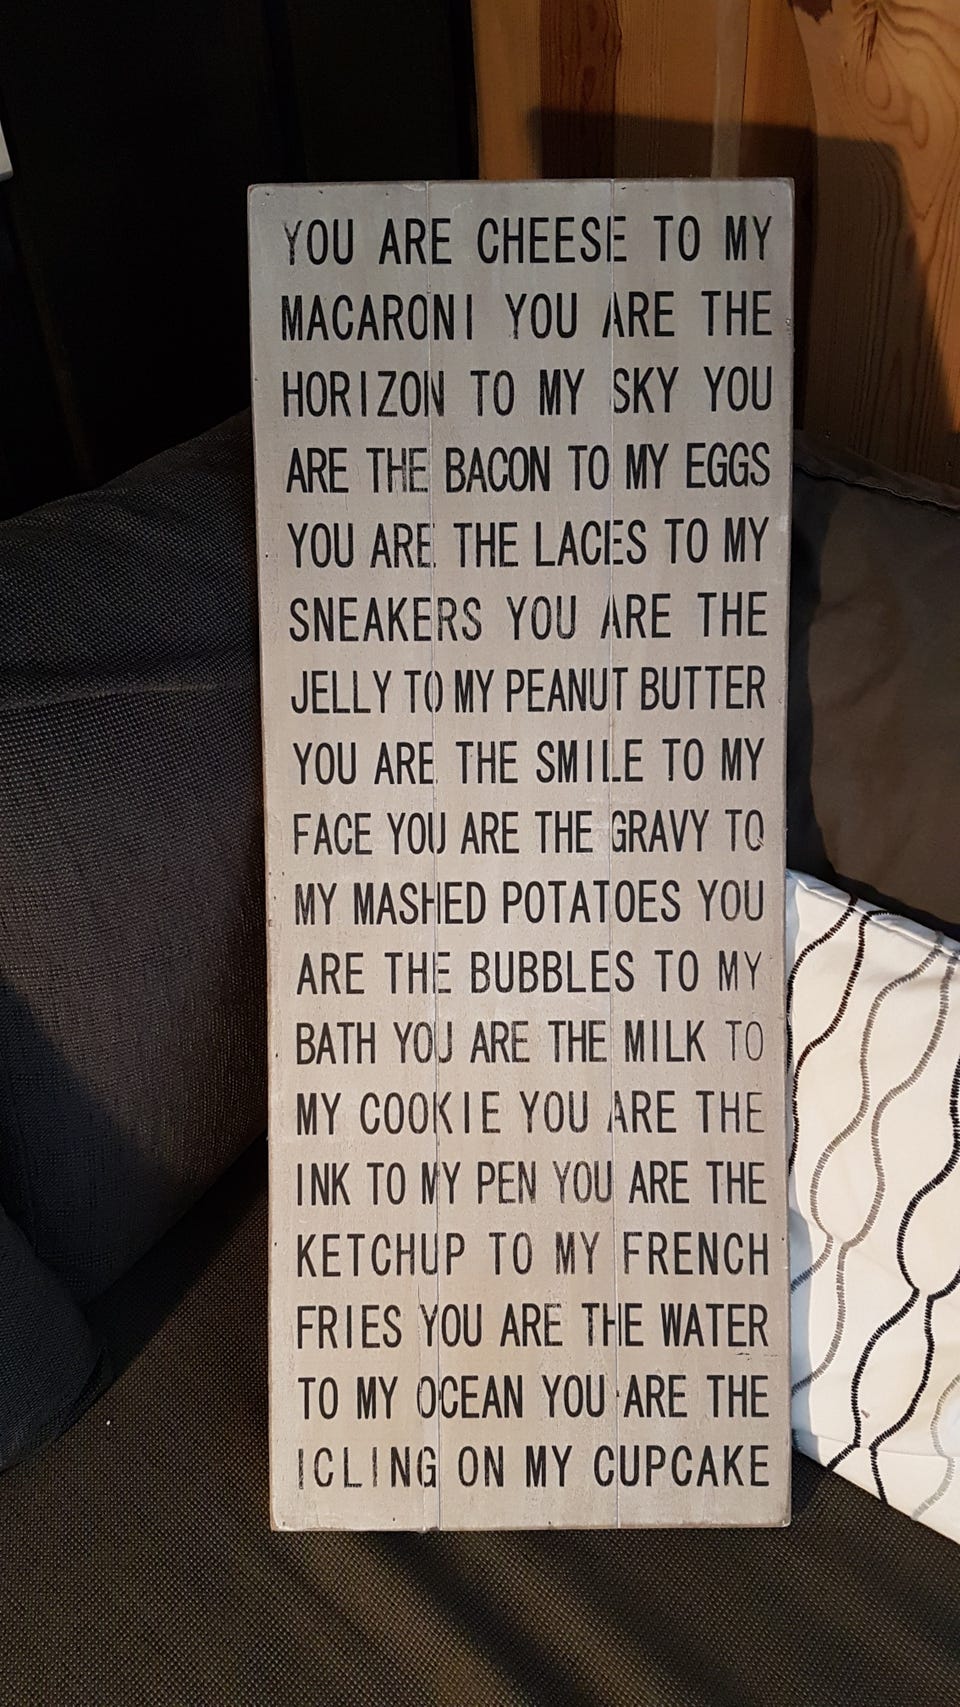 YOU ARE CHEESE TO MY
MACARONI YOU ARE THE
HORIZON TO MY SKY YOU
ARE THE BACON TO MY EGGS
YOU ARE THE LACES TO MY
SNEAKERS YOU ARE THE
JELLY TO MY PEANUT BUTTER
YOU ARE THE SMILE TO MY
FACE YOU ARE THE GRAVY TO
MY MASHED POTATOES YOU
ARE THE BUBBLES TO MY
BATH YOU ARE THE MILK TO
MY COOKIE YOU ARE THE
INK TO MY PEN YOU ARE THE
KETCHUP TO MY FRENCH
FRIES YOU ARE THE WATER
TO MY OCEAN YOU ARE THE
ICLING ON MY CUPCAKE